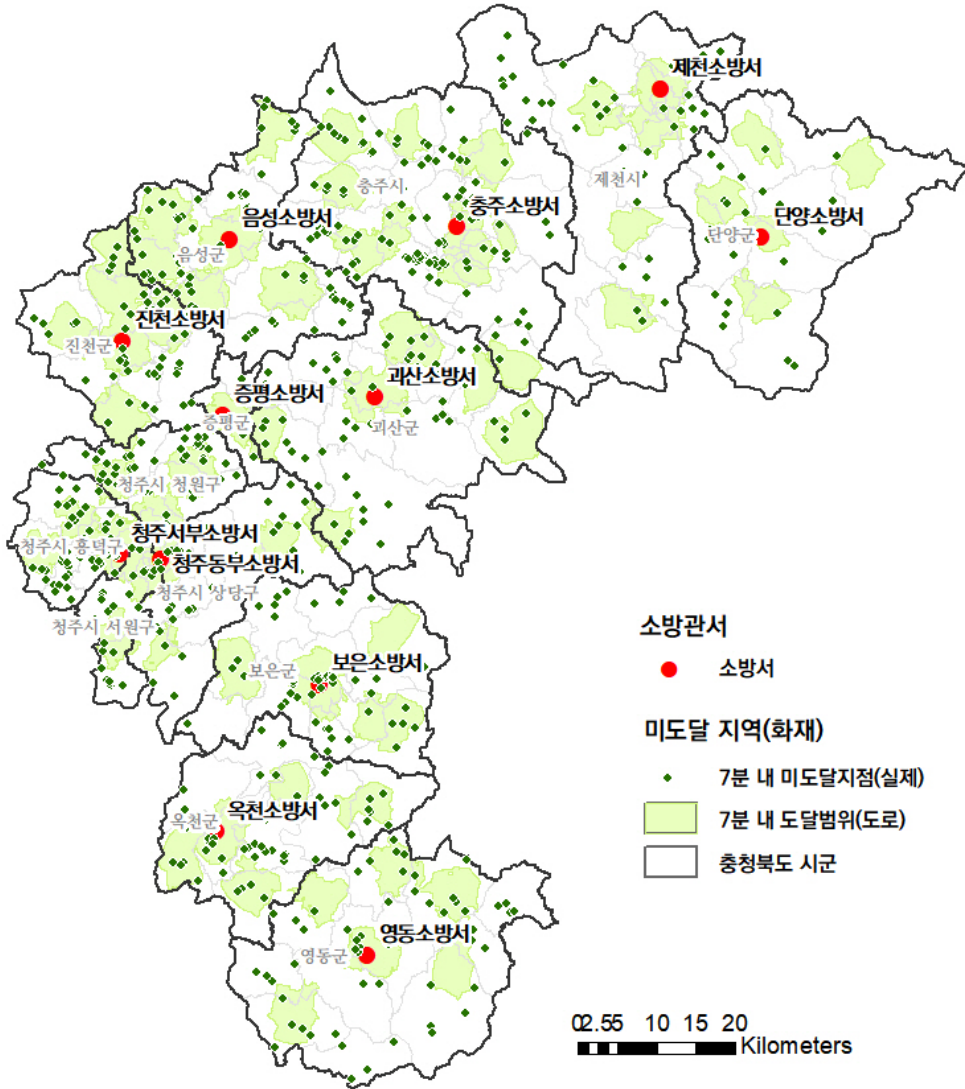 제천소방서
제천시
충주시
충주소방서
음성소방서
음성군
단양소방서
단양군
진천소방서
진천군
괴산소방서
괴산군
증평소방서
증평군
청주시 청원구
청주서부소방서
청주시 흥덕구
청주동부소방서
청주시 상당구
청주시 서원구
보은소방서
보은군
옥천소방서
옥천군
영동소방서
영동군
소방관서
소방서
미도달 지역(화재)
7분 내 미도달지점(실제)
7분 내 도달범위(도로)
충청북도 시군
0 2.5 5 10 15 20
Kilometers